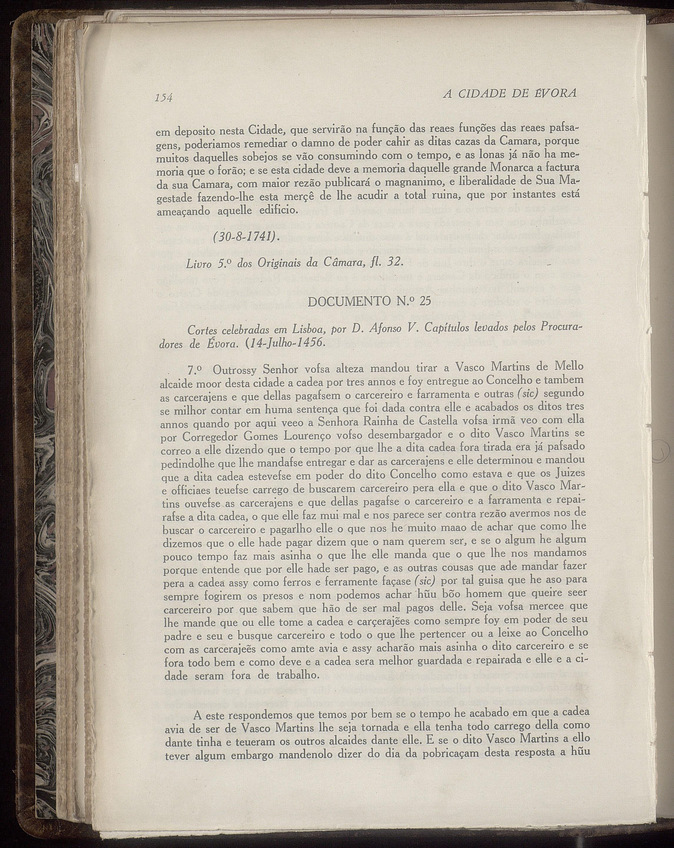 154
A CIDADE DE ÉVORA
em deposito nesta Cidade, que servirão na função das reaes funções das reaes pafsa-
gens, poderiamos remediar o damno de poder cahir as ditas cazas da Camara, porque
muitos daquelles sobejos se vão consumindo com o tempo, e as lonas já não ha me-
moria que o forão; e se esta cidade deve a memoria daquelle grande Monarca a factura
da sua Camara, com maior rezão publicará o magnanimo, e liberalidade de Sua Ma-
gestade fazendo-lhe esta merçê de lhe acudir a total ruina, que por instantes está
ameaçando aquelle edificio.
(30-8-1741).
Livro 5.º dos Originais da Câmara, fl. 32.
DOCUMENTO N.º 25
Cortes celebradas em Lisboa, por D. Afonso V. Capítulos levados pelos Procura-
dores de Évora. (14-Julho-1456.
7.º Outrossy Senhor vofsa alteza mandou tirar a Vasco Martins de Mello
alcaide moor desta cidade a cadea por tres annos e foy entregue ao Concelho e tambem
as carcerajens e que dellas pagafsem o carcereiro e farramenta e outras (sic) segundo
se milhor contar em huma sentença que foi dada contra elle e acabados os ditos tres
annos quando por aqui veeo a Senhora Rainha de Castella vofsa irmã veo com ella
por Corregedor Gomes Lourenço vofso desembargador e o dito Vasco Martins se
correo a elle dizendo que o tempo por que lhe a dita cadea fora tirada era já pafsado
pedindolhe que lhe mandafse entregar e dar as carcerajens e elle determinou e mandou
que a dita cadea estevefse em poder do dito Concelho como estava e que os Juizes
e officiaes teuefse carrego de buscarem carcereiro pera ella e que o dito Vasco Mar-
tins ouvefse as carcerajens e que dellas pagafse o carcereiro e a farramenta e repai-
rafse a dita cadea, o que elle faz mui mal e nos parece ser contra rezão avermos nos de
buscar o carcereiro e pagarlho elle o que nos he muito maao de achar que como lhe
dizemos que o elle hade pagar dizem que o nam querem ser, e se o algum he algum
pouco tempo faz mais asinha o que lhe elle manda que o que lhe nos mandamos
porque entende que por elle hade ser pago, e as outras cousas que ade mandar fazer
pera a cadea assy como ferros e ferramente façase (sic) por tal guisa que he aso para
sempre fogirem os presos e nom podemos achar hũu bõo homem que queire seer
carcereiro por que sabem que hão de ser mal pagos delle. Seja vofsa mercee que
lhe mande que ou elle tome a cadea e carçerajẽes como sempre foy em poder de seu
padre e seu e busque carcereiro e todo o que lhe pertencer ou a leixe ao Concelho
com as carcerajeẽs como amte avia e assy acharão mais asinha o dito carcereiro e se
fora todo bem e como deve e a cadea sera melhor guardada e repairada e elle e a ci-
dade seram fora de trabalho.
A este respondemos que temos por bem se o tempo he acabado em que a cadea
avia de ser de Vasco Martins lhe seja tornada e ella tenha todo carrego della como
dante tinha e teueram os outros alcaides dante elle. E se o dito Vasco Martins a ello
tever algum embargo mandenolo dizer do dia da pobricaçam desta resposta a hũu